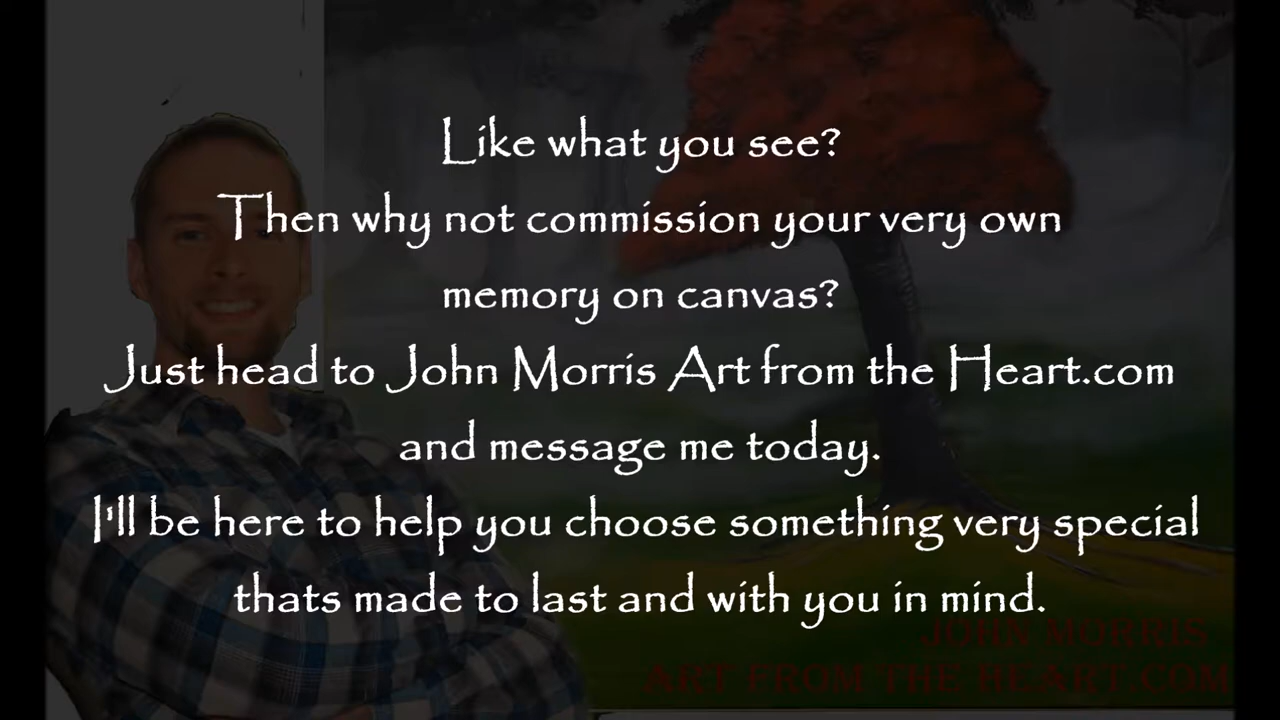 Like what you see?
Then why not commission your very own
memory on canvas?
Just head to John Morris Art from the Heart.com
and message me today.
I'll be here to help you choose something very special
thats made to last and with you in mind.
JOHN MORRIS
ART FROM THE HEART.COM